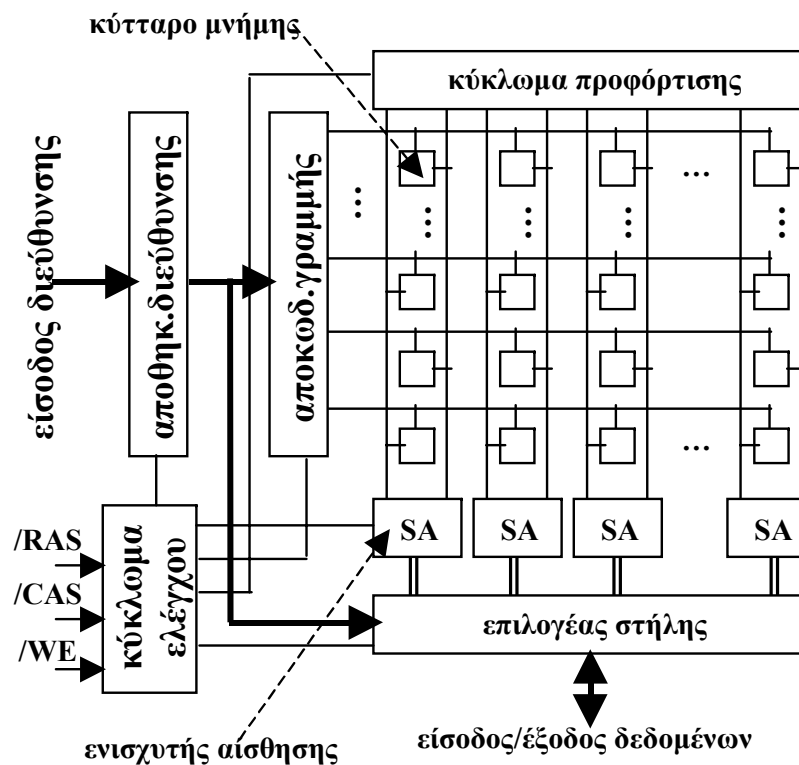 κύτταρο μνήμης
κύκλωμα προφόρτισης
είσοδος διεύθυνσης
αποθηκ.διεύθυνσης
αποκωδ.γραμμής
...
...
...
...
...
...
...
...
SA
SA
SA
SA
/RAS
/CAS
/WE
κύκλωμα
ελέγχου
επιλογέας στήλης
ενισχυτής αίσθησης
είσοδος/έξοδος δεδομένων